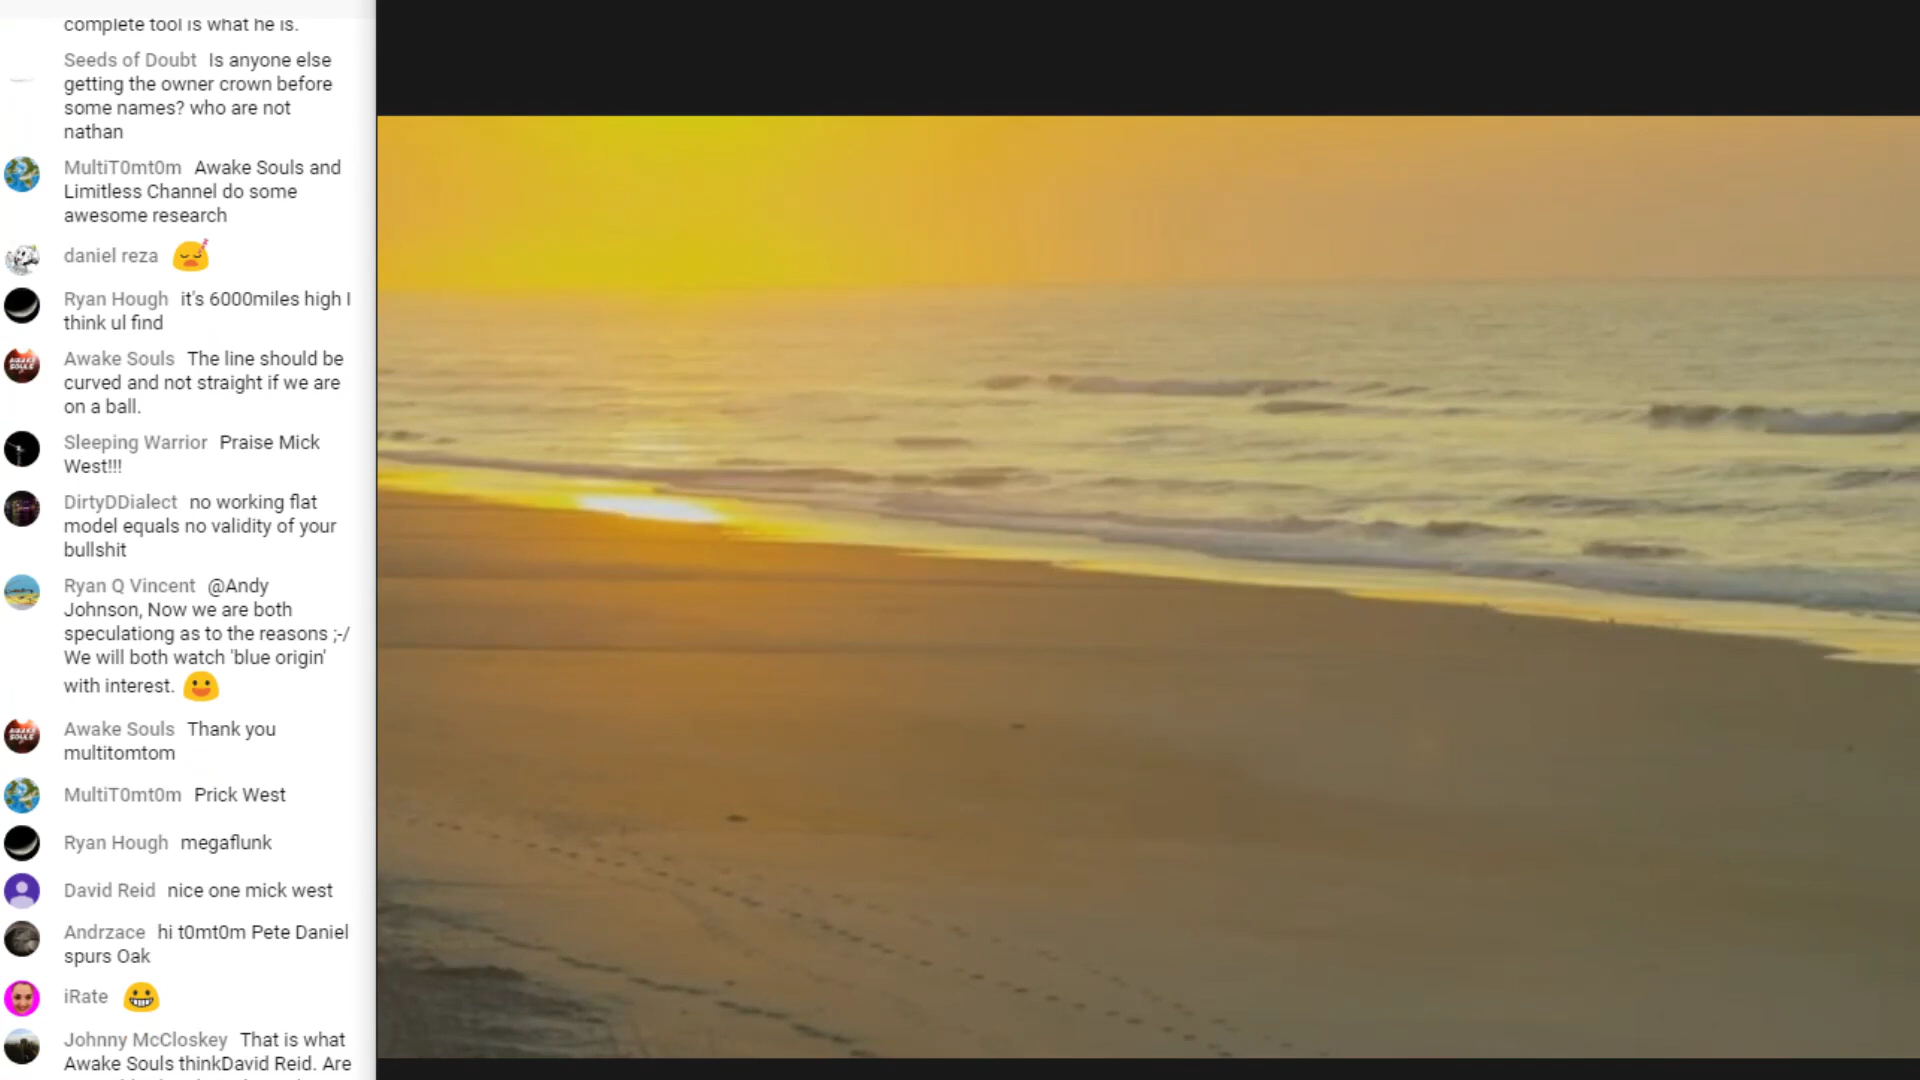 complete tool is what he is.
Seeds of Doubt Is anyone else
getting the owner crown before
some names? who are not
nathan
MultiT0mt0m Awake Souls and
Limitless Channel do some
awesome research
daniel reza
Ryan Hough it's 6000miles high I
think ul find
Awake Souls The line should be
curved and not straight if we are
on a ball.
Sleeping Warrior Praise Mick
West!!!
DirtyDDialect no working flat
model equals no validity of your
bullshit
Ryan Q Vincent @Andy
Johnson, Now we are both
speculationg as to the reasons ;-/
We will both watch 'blue origin'
with interest.
Awake Souls Thank you
multitomtom
MultiT0mt0m Prick West
Ryan Hough megaflunk
David Reid nice one mick west
Andrzace hi t0mt0m Pete Daniel
spurs Oak
iRate
Johnny McCloskey That is what
Awake Souls thinkDavid Reid. Are